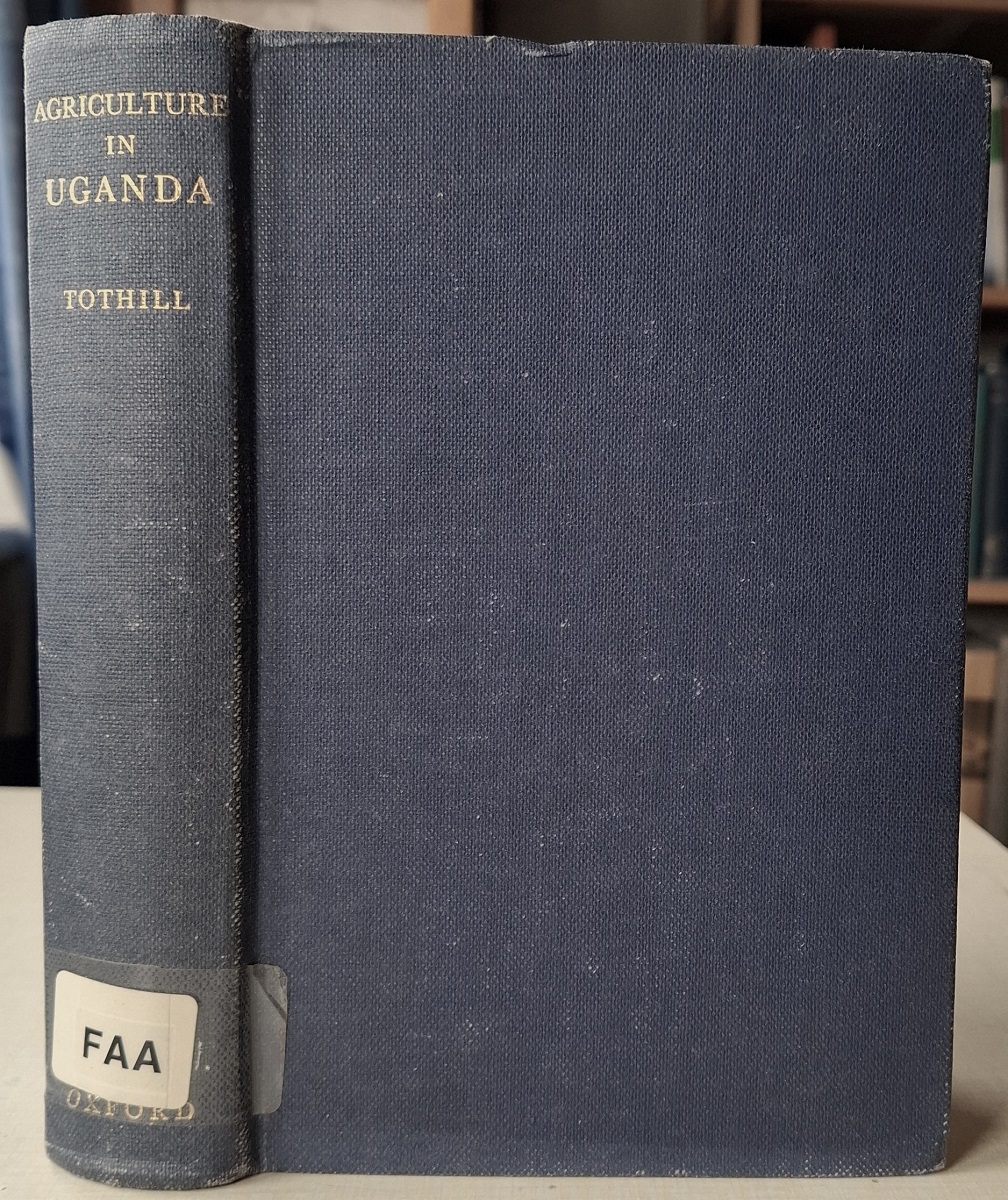 AGRICULTURE
IN
UGANDA
TOTHILL
FAA
OXFORD